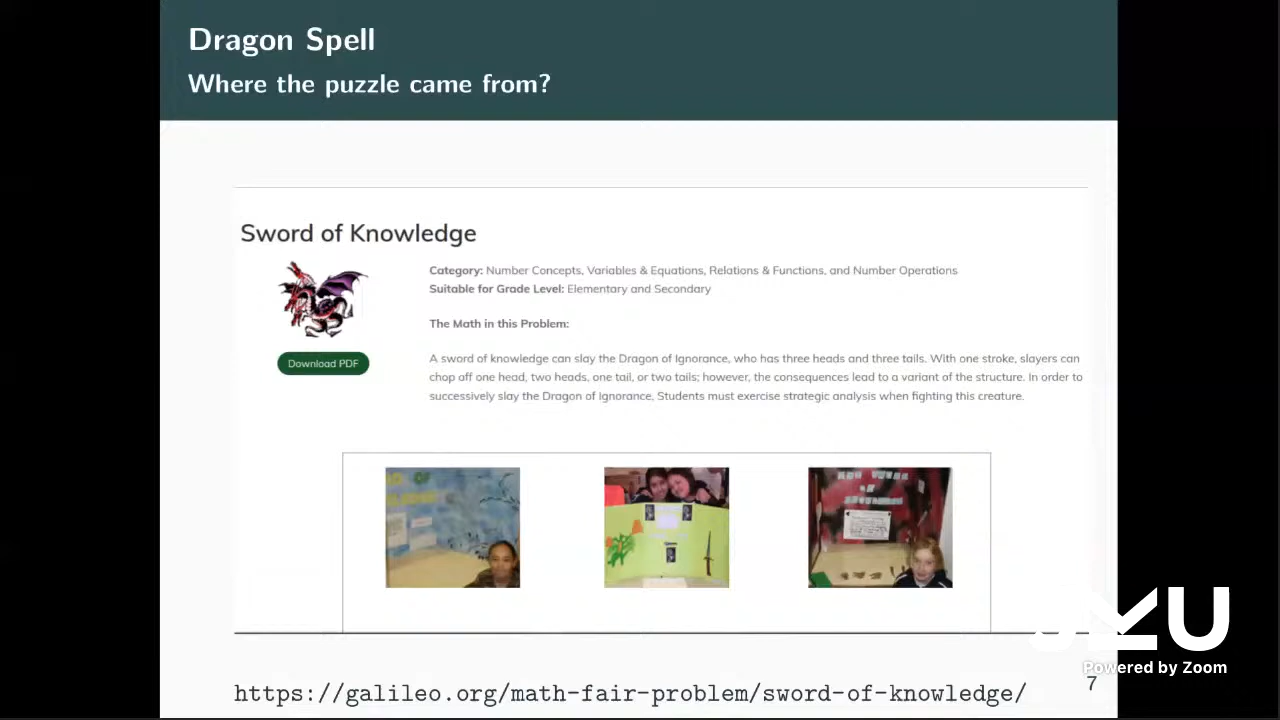 Dragon Spell
Where the puzzle came from?
Sword of Knowledge
Download PDF
Category: Number Concepts, Variables & Equations, Relations & Functions, and Number Operations
Suitable for Grade Level: Elementary and Secondary
The Math in this Problem:
A sword of knowledge can slay the Dragon of Ignorance, who has three heads and three tails. With one stroke, slayers can
chop off one head, two heads, one tail, or two tails; however, the consequences lead to a variant of the structure. In order to
successively slay the Dragon of Ignorance, Students must exercise strategic analysis when fighting this creature.
https://galileo.org/math-fair-problem/sword-of-knowledge/
7
JKU
Powered by Zoom